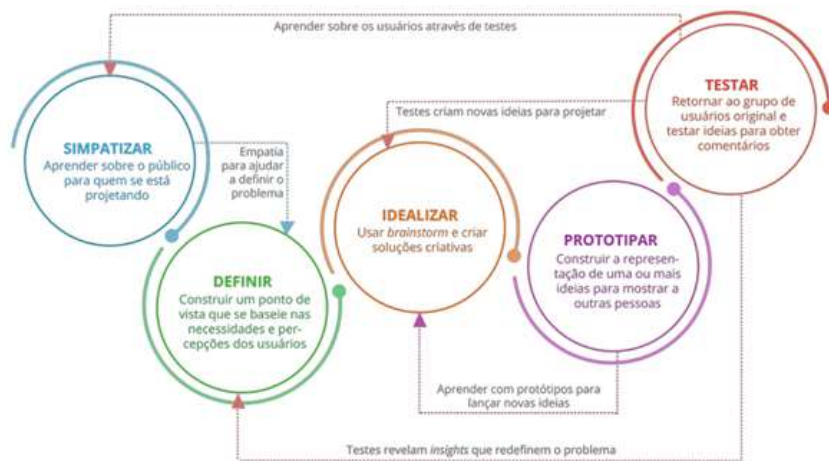 Aprender sobre os usuários através de testes
TESTAR
Retornar ao grupo de
usuários original e
testar ideias para obter
comentários
Testes criam novas ideias para projetar
SIMPATIZAR
Aprender sobre o público
para quem se está
projetando
Empatia
para ajudar
a definir o
problema
IDEALIZAR
Usar brainstorm e criar
soluções criativas
PROTOTIPAR
Construir a represen-
tação de uma ou mais
ideias para mostrar a
outras pessoas
DEFINIR
Construir um ponto de
vista que se baseie nas
necessidades e per-
cepções dos usuários
Aprender com protótipos para
lançar novas ideias
Testes revelam insights que redefinem o problema